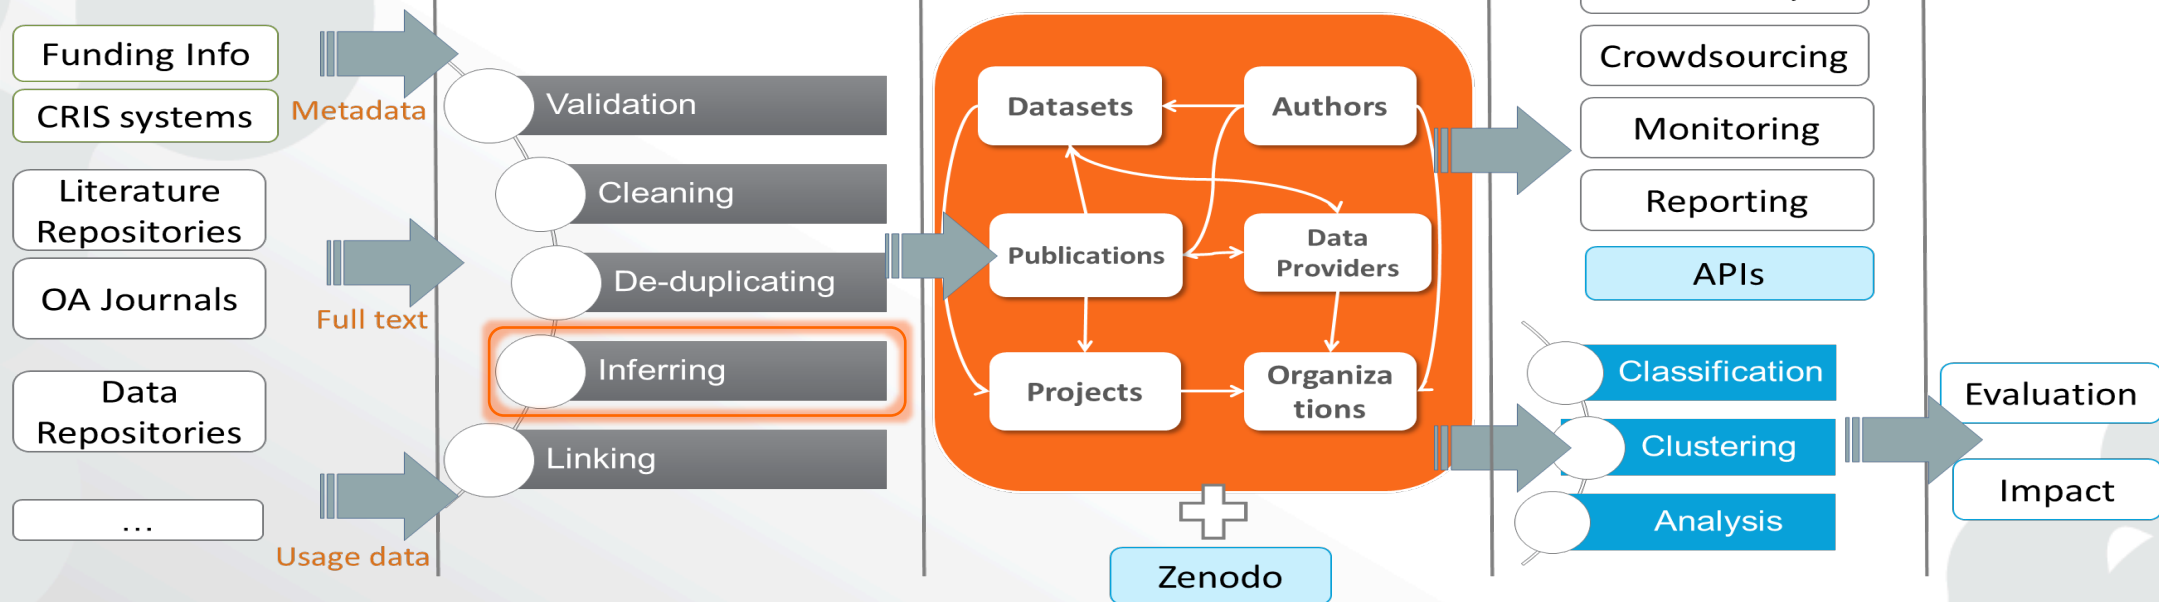 Funding Info
CRIS systems
Literature
Repositories
OA Journals
Data
Repositories
...
Metadata
Full text
Usage data
Validation
Cleaning
De-duplicating
Inferring
Linking
Datasets
Authors
Publications
Data
Providers
Projects
Organiza
tions
Zenodo
Crowdsourcing
Monitoring
Reporting
APIs
Classification
Clustering
Analysis
Evaluation
Impact